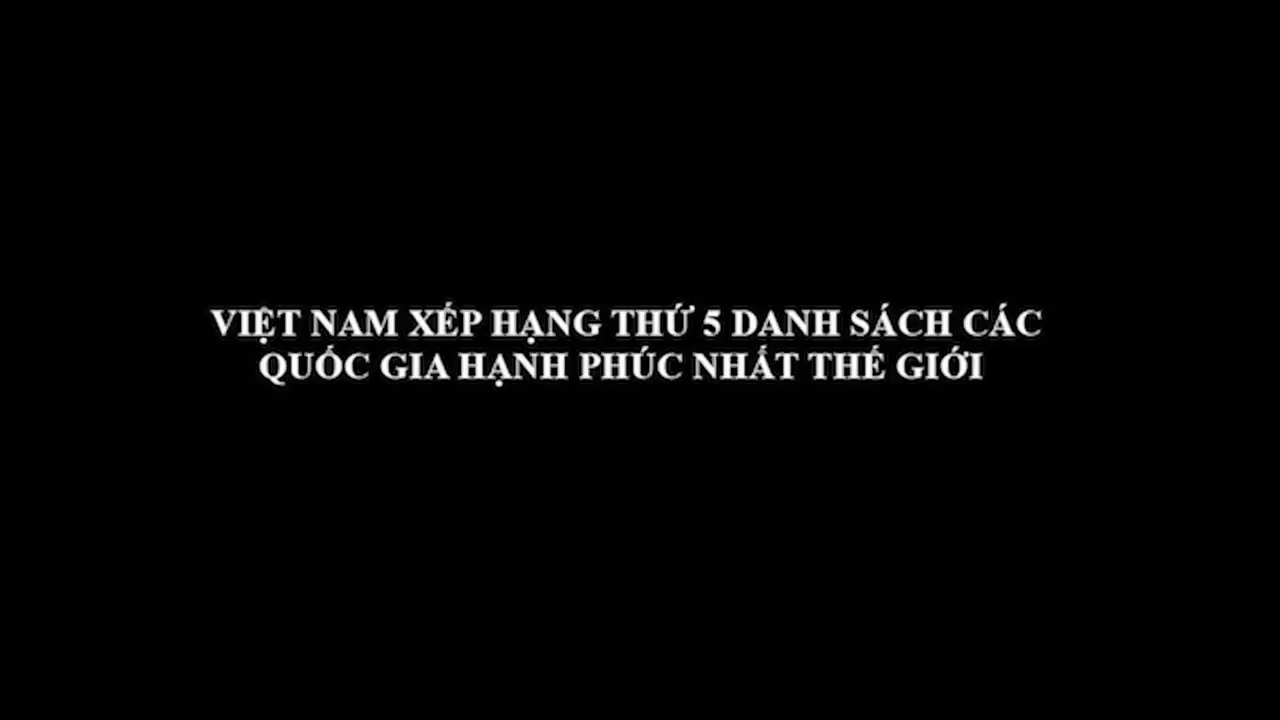 VIỆT NAM XẾP HẠNG THỨ 5 DANH SÁCH CÁC
QUỐC GIA HẠNH PHÚC NHẤT THẾ GIỚI